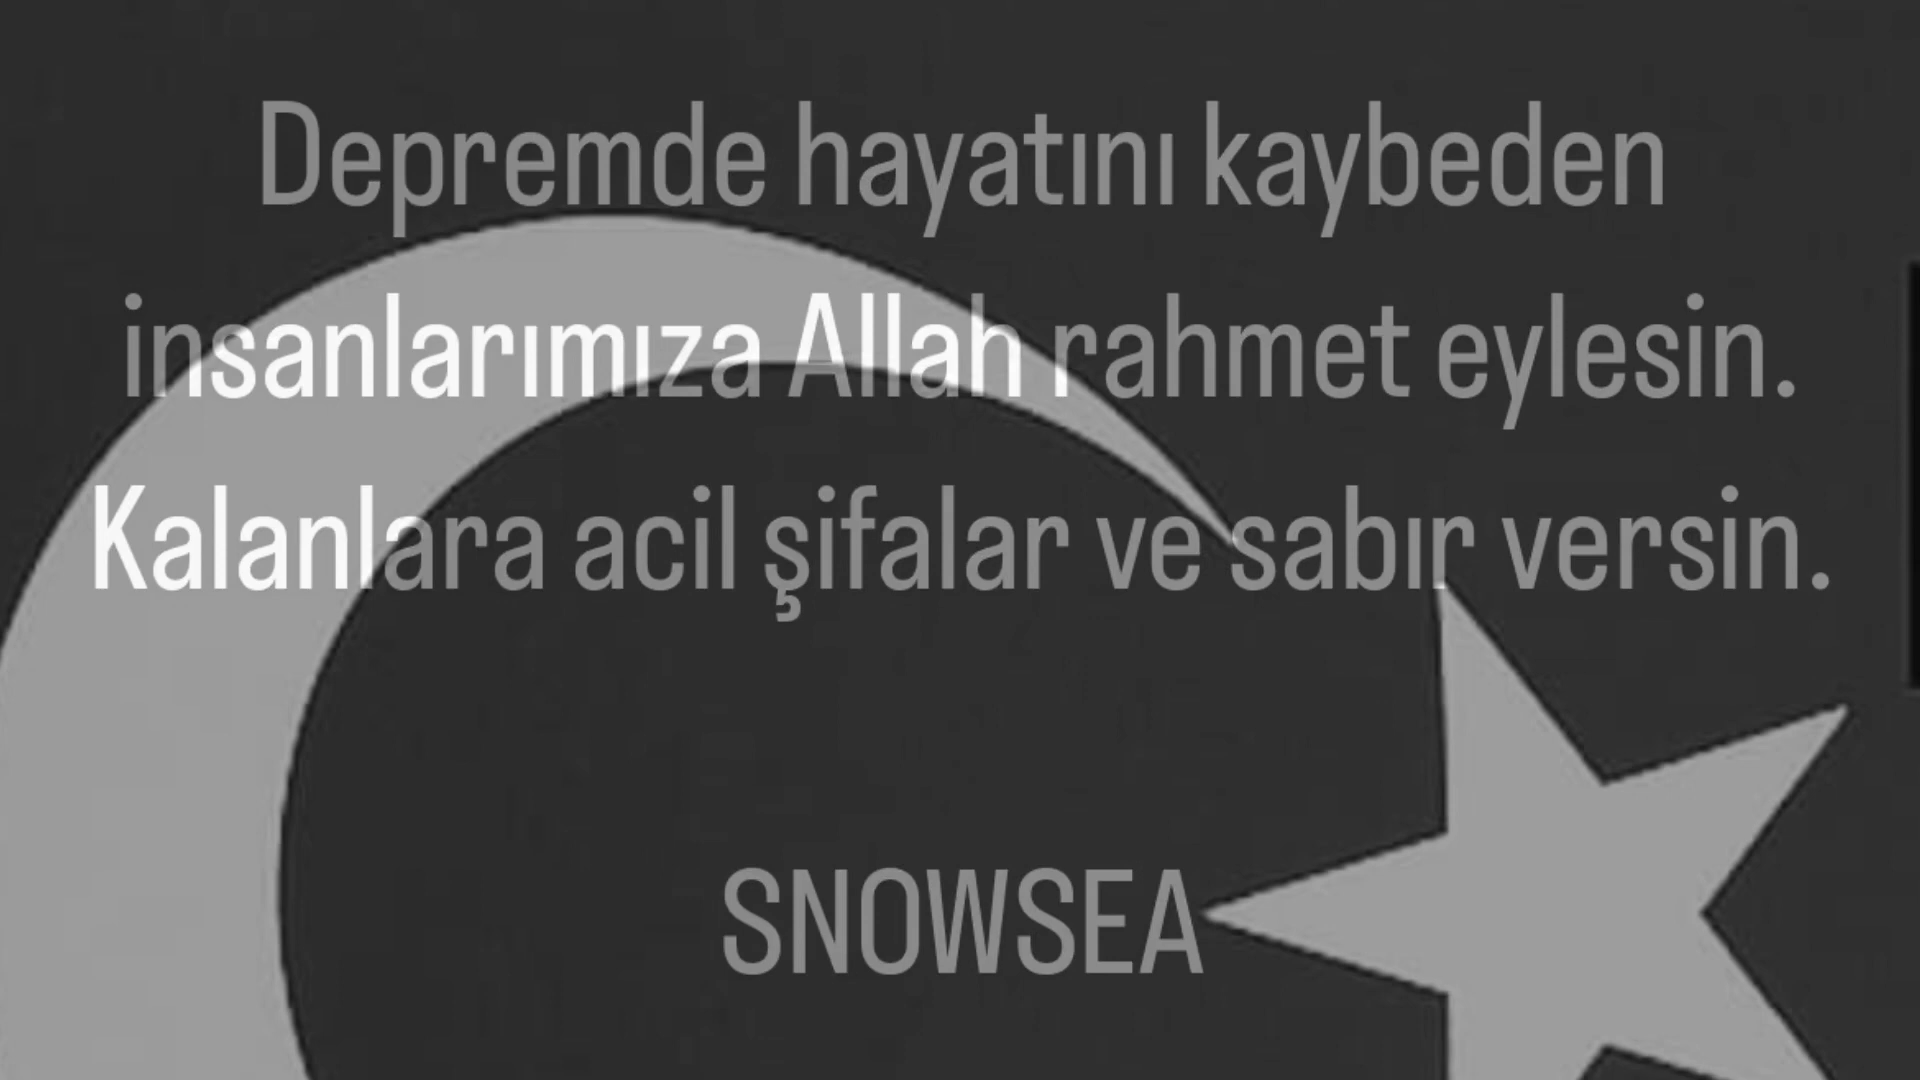 Depremde hayatını kaybeden
insanlarımıza Allah rahmet eylesin.
Kalanlara acil şifalar ve sabır versin.
SNOWSEA